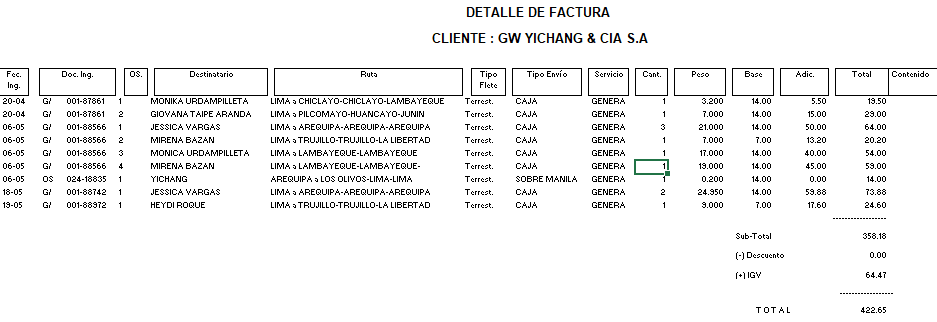 DETALLE DE FACTURA
CLIENTE : GW YICHANG & CIA S.A
Fec. Ing. Doc. Ing. OS. Destinatario Ruta Tipo Flete Tipo Envío Servicio Cant. Peso Base Adic. Total Contenido
20-04 G/ 001-87861 1 MONIKA URDAMPILLETA LIMA a CHICLAYO-CHICLAYO-LAMBAYEQUE Terrest. CAJA GENERA 1 3.200 14.00 5.50 19.50
20-04 G/ 001-87861 2 GIOVANA TAIPE ARANDA LIMA a PILCOMAYO-HUANCAYO-JUNIN Terrest. CAJA GENERA 1 7.000 14.00 15.00 29.00
06-05 G/ 001-88566 1 JESSICA VARGAS LIMA a AREQUIPA-AREQUIPA-AREQUIPA Terrest. CAJA GENERA 3 21.000 14.00 50.00 64.00
06-05 G/ 001-88566 2 MIRENA BAZAN LIMA a TRUJILLO-TRUJILLO-LA LIBERTAD Terrest. CAJA GENERA 1 7.000 7.00 13.20 20.20
06-05 G/ 001-88566 3 MONICA URDAMPILLETA LIMA a LAMBAYEQUE-LAMBAYEQUE Terrest. CAJA GENERA 1 17.000 14.00 40.00 54.00
06-05 G/ 001-88566 4 MIRENA BAZAN LIMA a LAMBAYEQUE-LAMBAYEQUE- Terrest. CAJA GENERA 1 19.000 14.00 45.00 59.00
06-05 OS 024-18835 1 YICHANG AREQUIPA a LOS OLIVOS-LIMA-LIMA Terrest. SOBRE MANILA GENERA 1 0.200 14.00 0.00 14.00
18-05 G/ 001-88742 1 JESSICA VARGAS LIMA a AREQUIPA-AREQUIPA-AREQUIPA Terrest. CAJA GENERA 2 24.950 14.00 59.88 73.88
19-05 G/ 001-88972 1 HEYDI ROQUE LIMA a TRUJILLO-TRUJILLO-LA LIBERTAD Terrest. CAJA GENERA 1 9.000 7.00 17.60 24.60
Sub-Total 358.18
(-) Descuento 0.00
(+) IGV 64.47
T O T A L 422.65